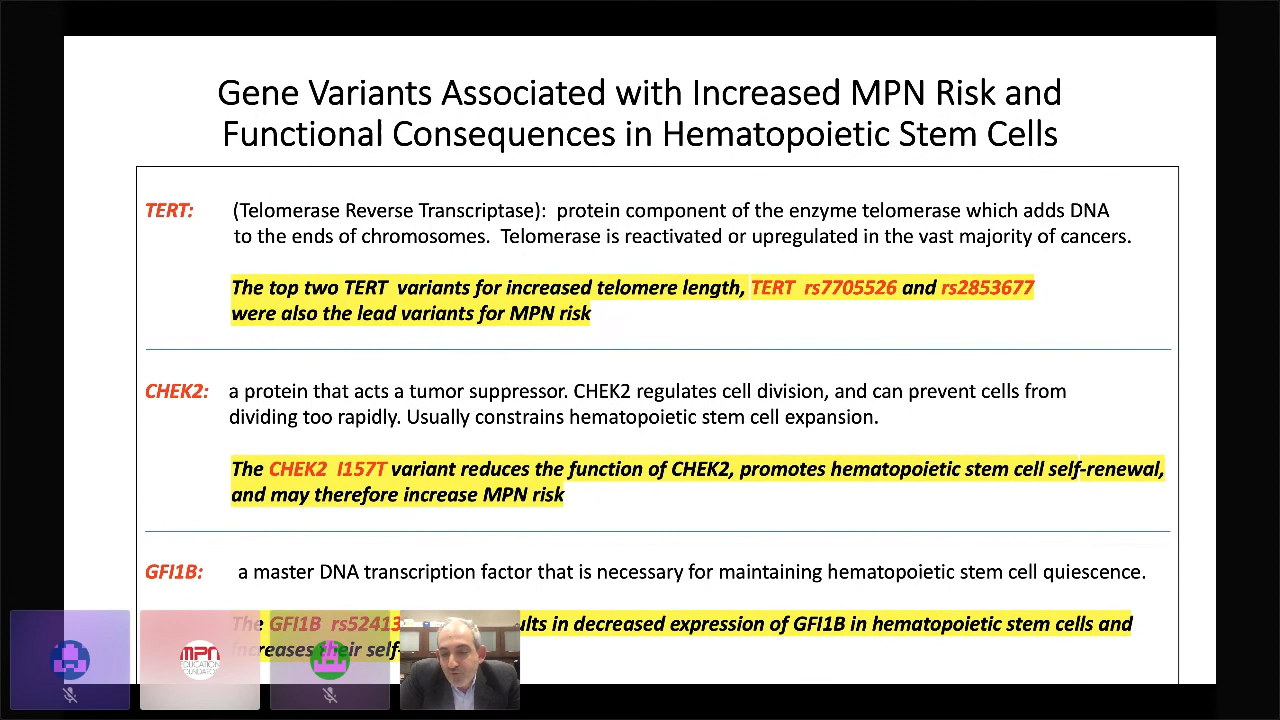 Gene Variants Associated with Increased MPN Risk and
Functional Consequences in Hematopoietic Stem Cells
TERT: (Telomerase Reverse Transcriptase): protein component of the enzyme telomerase which adds DNA
to the ends of chromosomes. Telomerase is reactivated or upregulated in the vast majority of cancers.
The top two TERT variants for increased telomere length, TERT rs7705526 and rs2853677
were also the lead variants for MPN risk
CHEK2: a protein that acts a tumor suppressor. CHEK2 regulates cell division, and can prevent cells from
dividing too rapidly. Usually constrains hematopoietic stem cell expansion.
The CHEK2 I157T variant reduces the function of CHEK2, promotes hematopoietic stem cell self-renewal,
and may therefore increase MPN risk
GFI1B: a master DNA transcription factor that is necessary for maintaining hematopoietic stem cell quiescence.
The GFI1B in decreased expression of GFI1B in hematopoietic stem cells and
increases their
MPN
EDUCATION
FOUNDATION